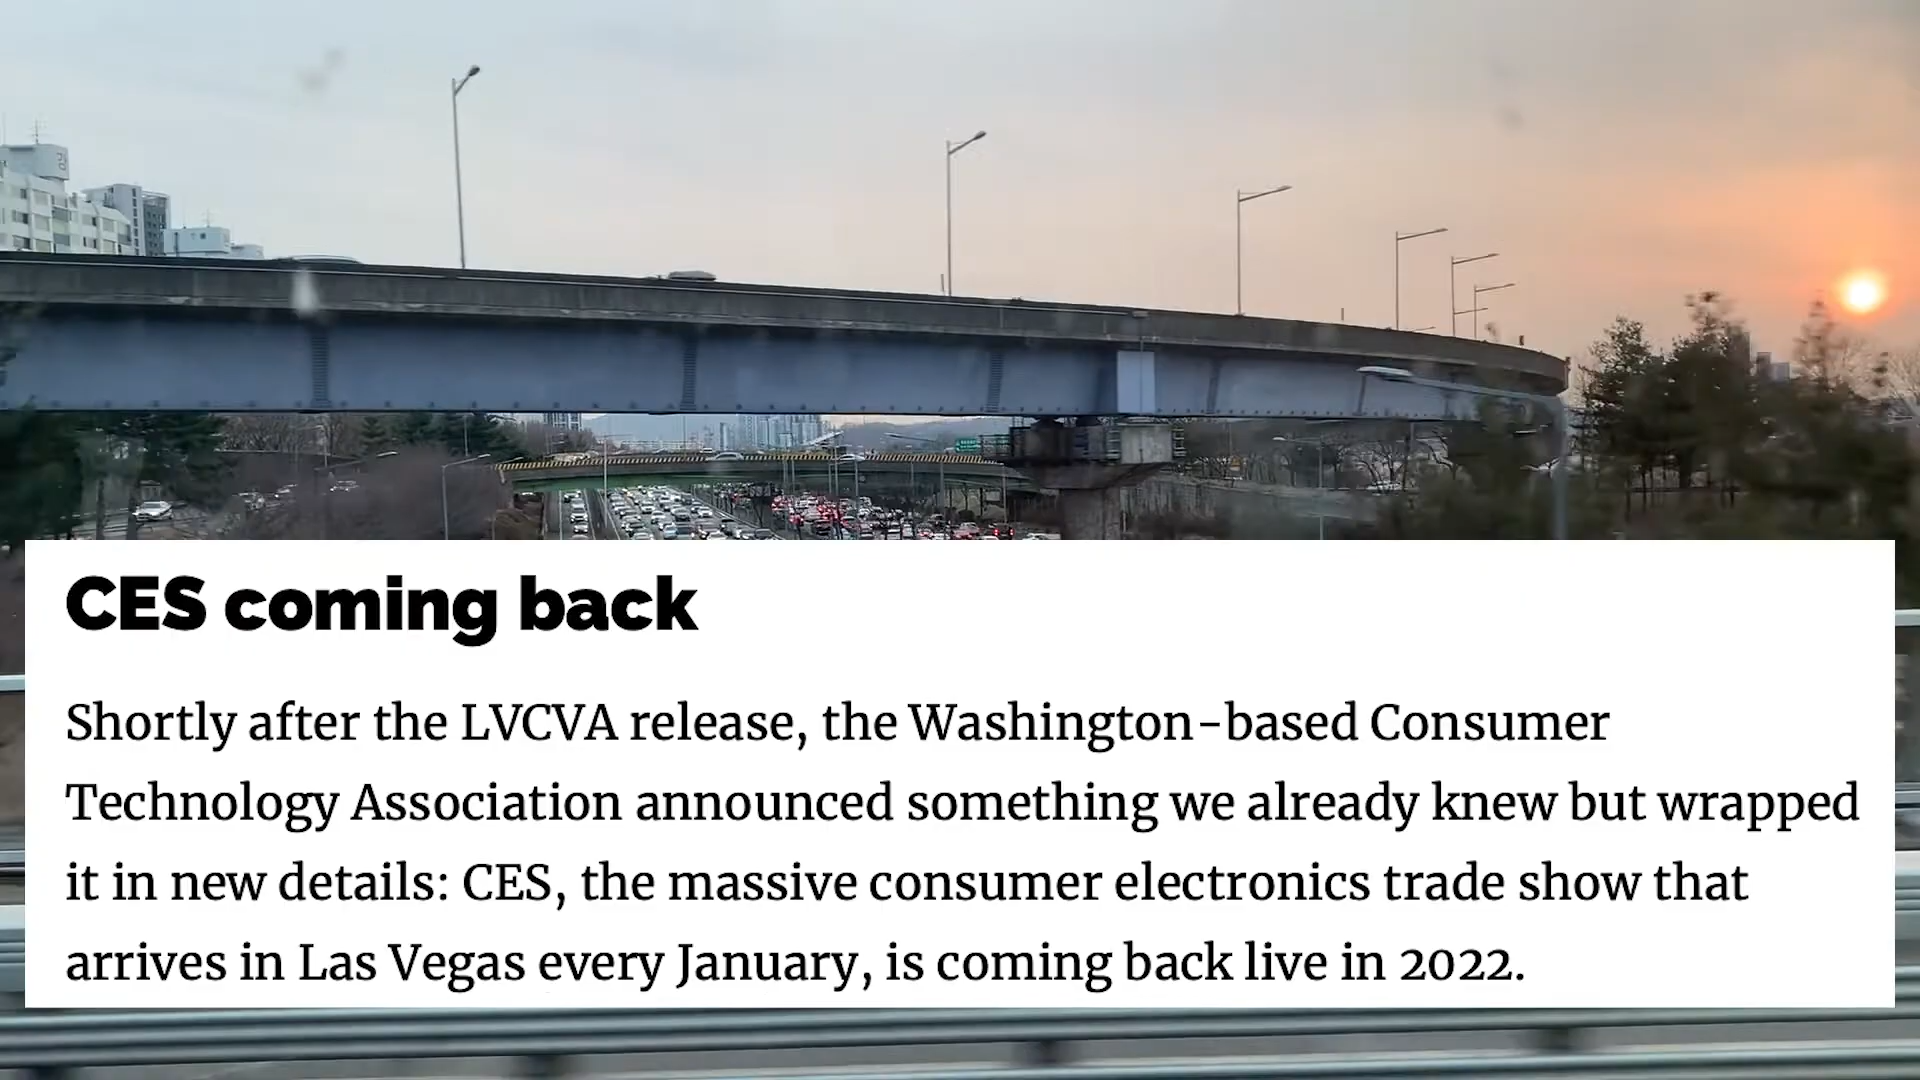 CES coming back
Shortly after the LVCVA release, the Washington-based Consumer
Technology Association announced something we already knew but wrapped
it in new details: CES, the massive consumer electronics trade show that
arrives in Las Vegas every January, is coming back live in 2022.